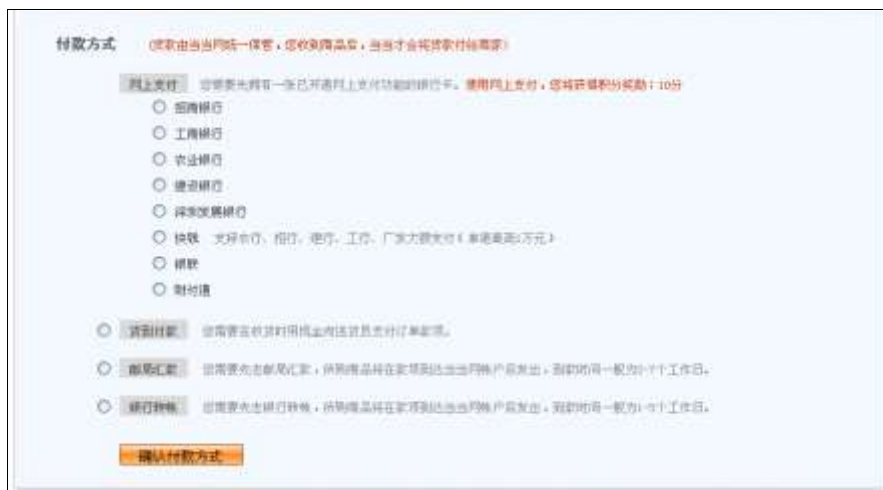 付款方式 (货款由当当网统一保管，您收到商品后，当当才会将货款付给商家)
网上支付 您需要先拥有一张已开通网上支付功能的银行卡。使用网上支付，您将获得积分奖励：10分
招商银行
工商银行
农业银行
建设银行
深圳发展银行
快钱 支持农行、招行、建行、工行、广发大额支付(单笔最高1万元)
银联
财付通
货到付款 您需要在收货时用现金向送货员支付订单款项。
邮局汇款 您需要先去邮局汇款，所购商品将在款项到达当当网帐户后发出，到款时间一般为2-7个工作日。
银行转帐 您需要先去银行转帐，所购商品将在款项到达当当网帐户后发出，到款时间一般为1-5个工作日。
确认付款方式